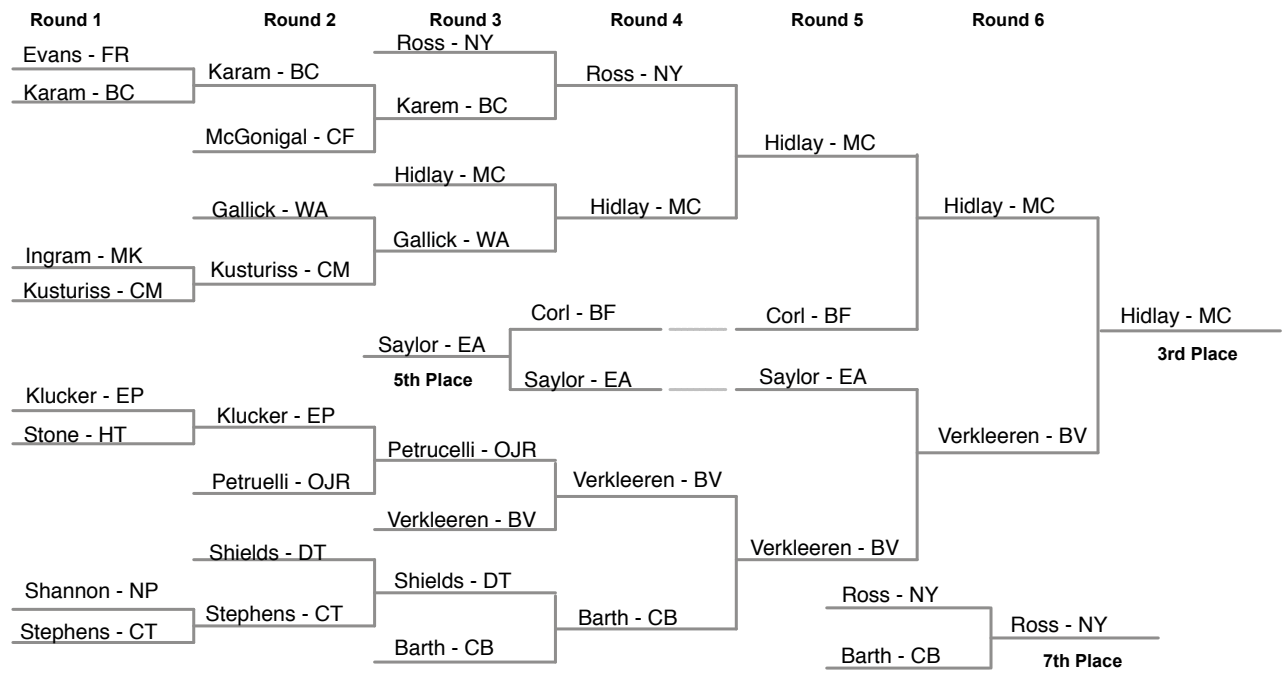 Round 1
Round 2
Round 3
Round 4
Round 5
Round 6
Evans - FR
Karam - BC
Karam - BC
McGonigal - CF
Ross - NY
Karem - BC
Ross - NY
Hidlay - MC
Gallick - WA
Hidlay - MC
Hidlay - MC
Hidlay - MC
Gallick - WA
Ingram - MK
Kusturiss - CM
Kusturiss - CM
Corl - BF
Corl - BF
Hidlay - MC
3rd Place
Saylor - EA
5th Place
Saylor - EA
Saylor - EA
Klucker - EP
Stone - HT
Klucker - EP
Petruelli - OJR
Petrucelli - OJR
Verkleeren - BV
Verkleeren - BV
Verkleeren - BV
Verkleeren - BV
Shields - DT
Shannon - NP
Stephens - CT
Stephens - CT
Shields - DT
Barth - CB
Barth - CB
Ross - NY
Barth - CB
Ross - NY
7th Place